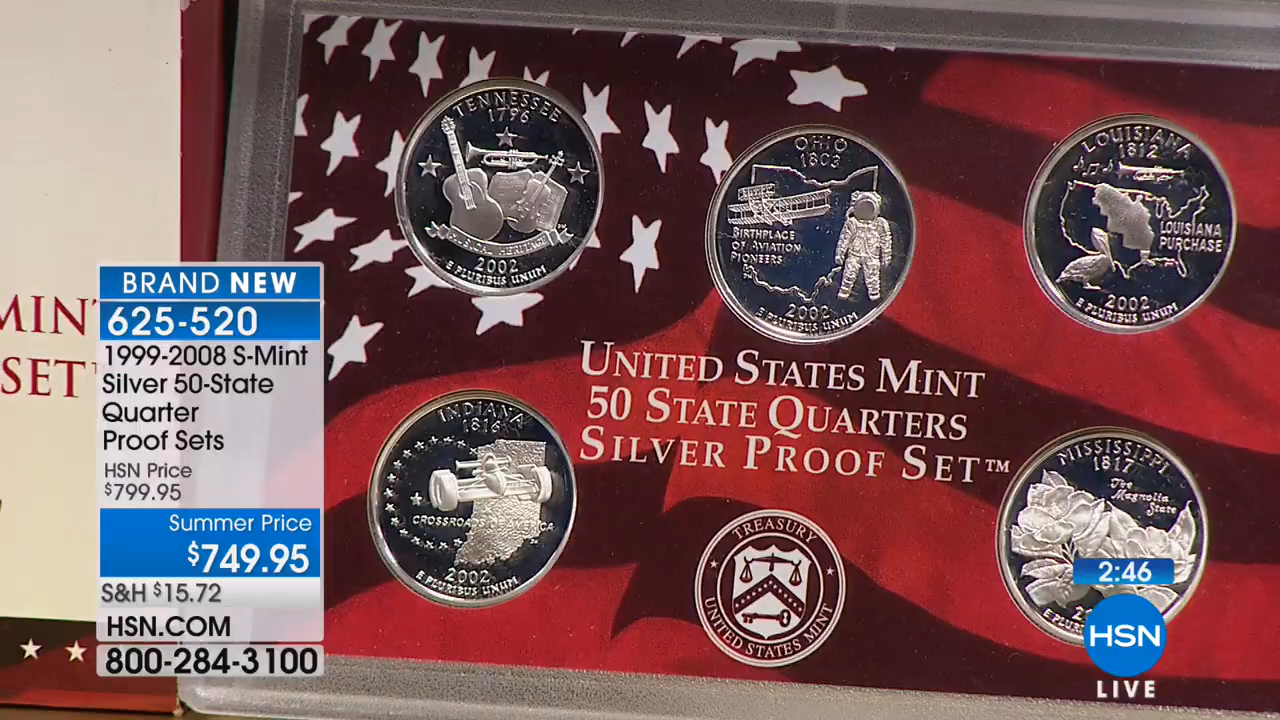 MIN
SET
BRAND NEW
625-520
1999-2008 S-Mint
Silver 50-State
Quarter
Proof Sets
HSN Price
$799.95
Summer Price
$749.95
S&H $15.72
HSN.COM
800-284-3100
TENNESSEE
1796
HERITAGE
2002
E PLURIBUS UNUM
OHIO
1803
BIRTHPLACE
OF AVIATION
PIONEERS
2002
E PLURIBUS UNUM
LOUISIANA
1812
LOUISIANA
PURCHASE
2002
E PLURIBUS UNUM
UNITED STATES MINT
50 STATE QUARTERS
SILVER PROOF SET™
INDIANA
1816
CROSSROADS OF AMERICA
2002
E PLURIBUS UNUM
TREASURY
UNITED STATES MINT
MISSISSIPPI
1817
The
Magnolia
State
2:46
HSN
LIVE